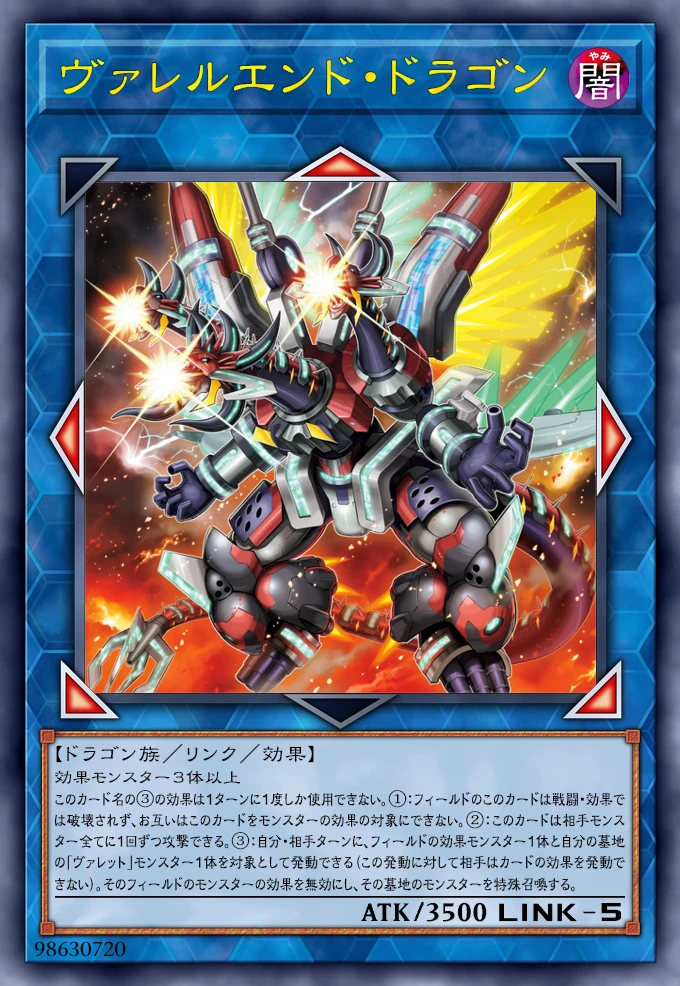 ヴァレルエンド・ドラゴン
やみ
闇
【ドラゴン族／リンク／効果】
効果モンスター３体以上
このカード名の③の効果は１ターンに１度しか使用できない。①：フィールドのこのカードは戦闘・効果で
は破壊されず、お互いはこのカードをモンスターの効果の対象にできない。②：このカードは相手モンス
ター全てに１回ずつ攻撃できる。③：自分・相手ターンに、フィールドの効果モンスター１体と自分の墓地
の「ヴァレット」モンスター１体を対象として発動できる（この発動に対して相手はカードの効果を発動で
きない）。そのフィールドのモンスターの効果を無効にし、その墓地のモンスターを特殊召喚する。
ATK/3500 LINK-5
98630720